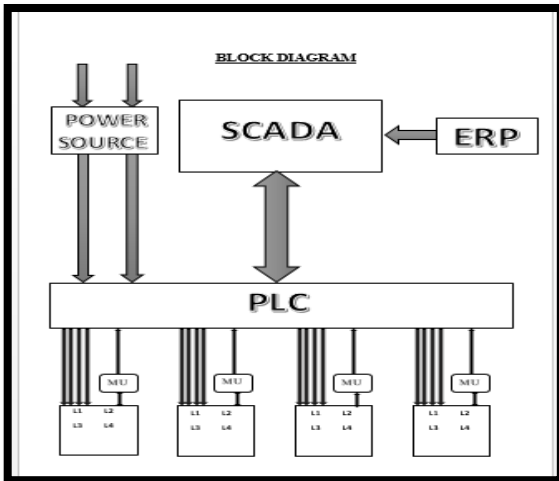 BLOCK DIAGRAM
POWER
SOURCE
SCADA
ERP
PLC
MU MU MU MU
L1 L2 L1 L2 L1 L2 L1 L2
L3 L4 L3 L4 L3 L4 L3 L4